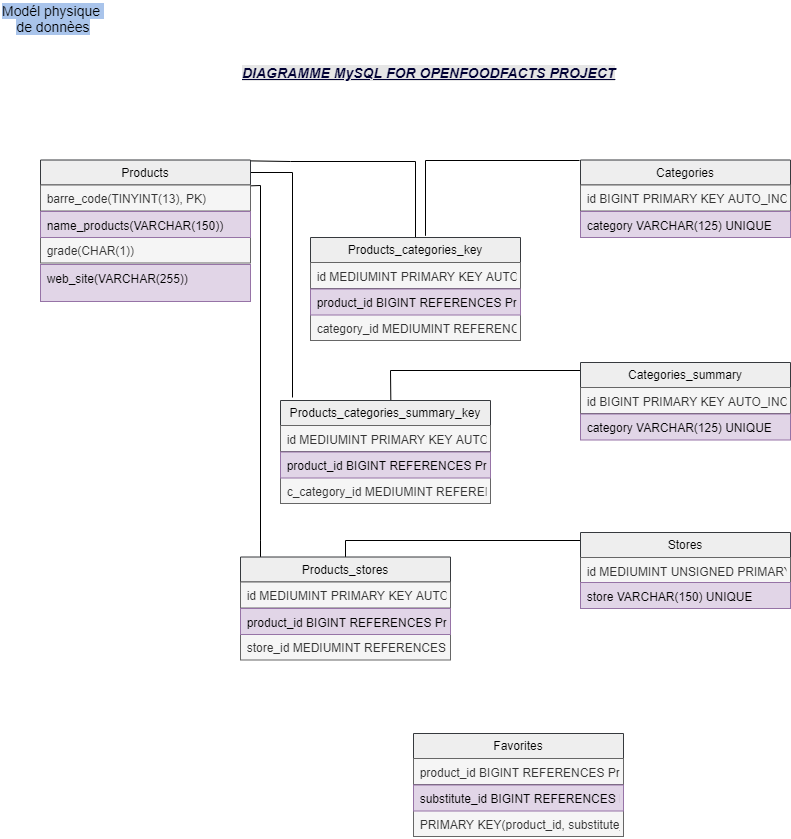 Modél physique
de donnèes
DIAGRAMME MySQL FOR OPENFOODFACTS PROJECT
Products
barre_code(TINYINT(13), PK)
name_products(VARCHAR(150))
grade(CHAR(1))
web_site(VARCHAR(255))
Categories
id BIGINT PRIMARY KEY AUTO_INC
category VARCHAR(125) UNIQUE
Products_categories_key
id MEDIUMINT PRIMARY KEY AUTO
product_id BIGINT REFERENCES Pr
category_id MEDIUMINT REFERENC
Categories_summary
id BIGINT PRIMARY KEY AUTO_INC
category VARCHAR(125) UNIQUE
Products_categories_summary_key
id MEDIUMINT PRIMARY KEY AUTO
product_id BIGINT REFERENCES Pr
c_category_id MEDIUMINT REFERE
Stores
id MEDIUMINT UNSIGNED PRIMARY
store VARCHAR(150) UNIQUE
Products_stores
id MEDIUMINT PRIMARY KEY AUTO
product_id BIGINT REFERENCES Pr
store_id MEDIUMINT REFERENCES
Favorites
product_id BIGINT REFERENCES Pr
substitute_id BIGINT REFERENCES
PRIMARY KEY(product_id, substitute